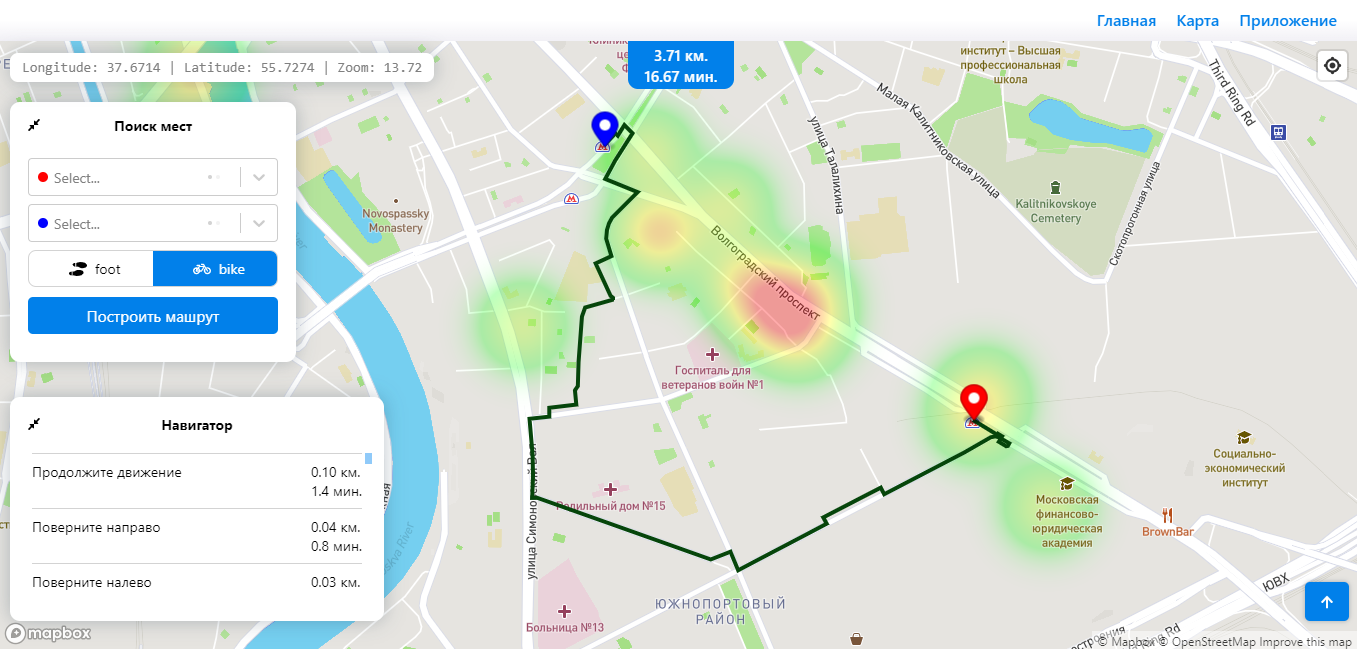 Главная Карта Приложение
Longitude: 37.6714 | Latitude: 55.7274 | Zoom: 13.72
3.71 км.
16.67 мин.
институт – Высшая
профессиональная
школа
Third Ring Rd
Малая Калитниковская улица
улица Талалихина
Поиск мест
Select...
Select...
foot
bike
Построить машрут
Novospassky
Monastery
Kalitnikovskoye
Cemetery
Скотопрогонная улица
Волгоградский проспект
Госпиталь для
ветеранов войн №1
Навигатор
Продолжите движение
0.10 км.
1.4 мин.
Поверните направо
0.04 км.
0.8 мин.
Поверните налево
0.03 км.
улица Симоновский Вал
Родильный дом №15
Социально-
экономический
институт
Московская
финансово-
юридическая
академия
BrownBar
ЮЖНОПОРТОВЫЙ
РАЙОН
Больница №13
ЮВХ
mapbox
© Mapbox © OpenStreetMap Improve this map